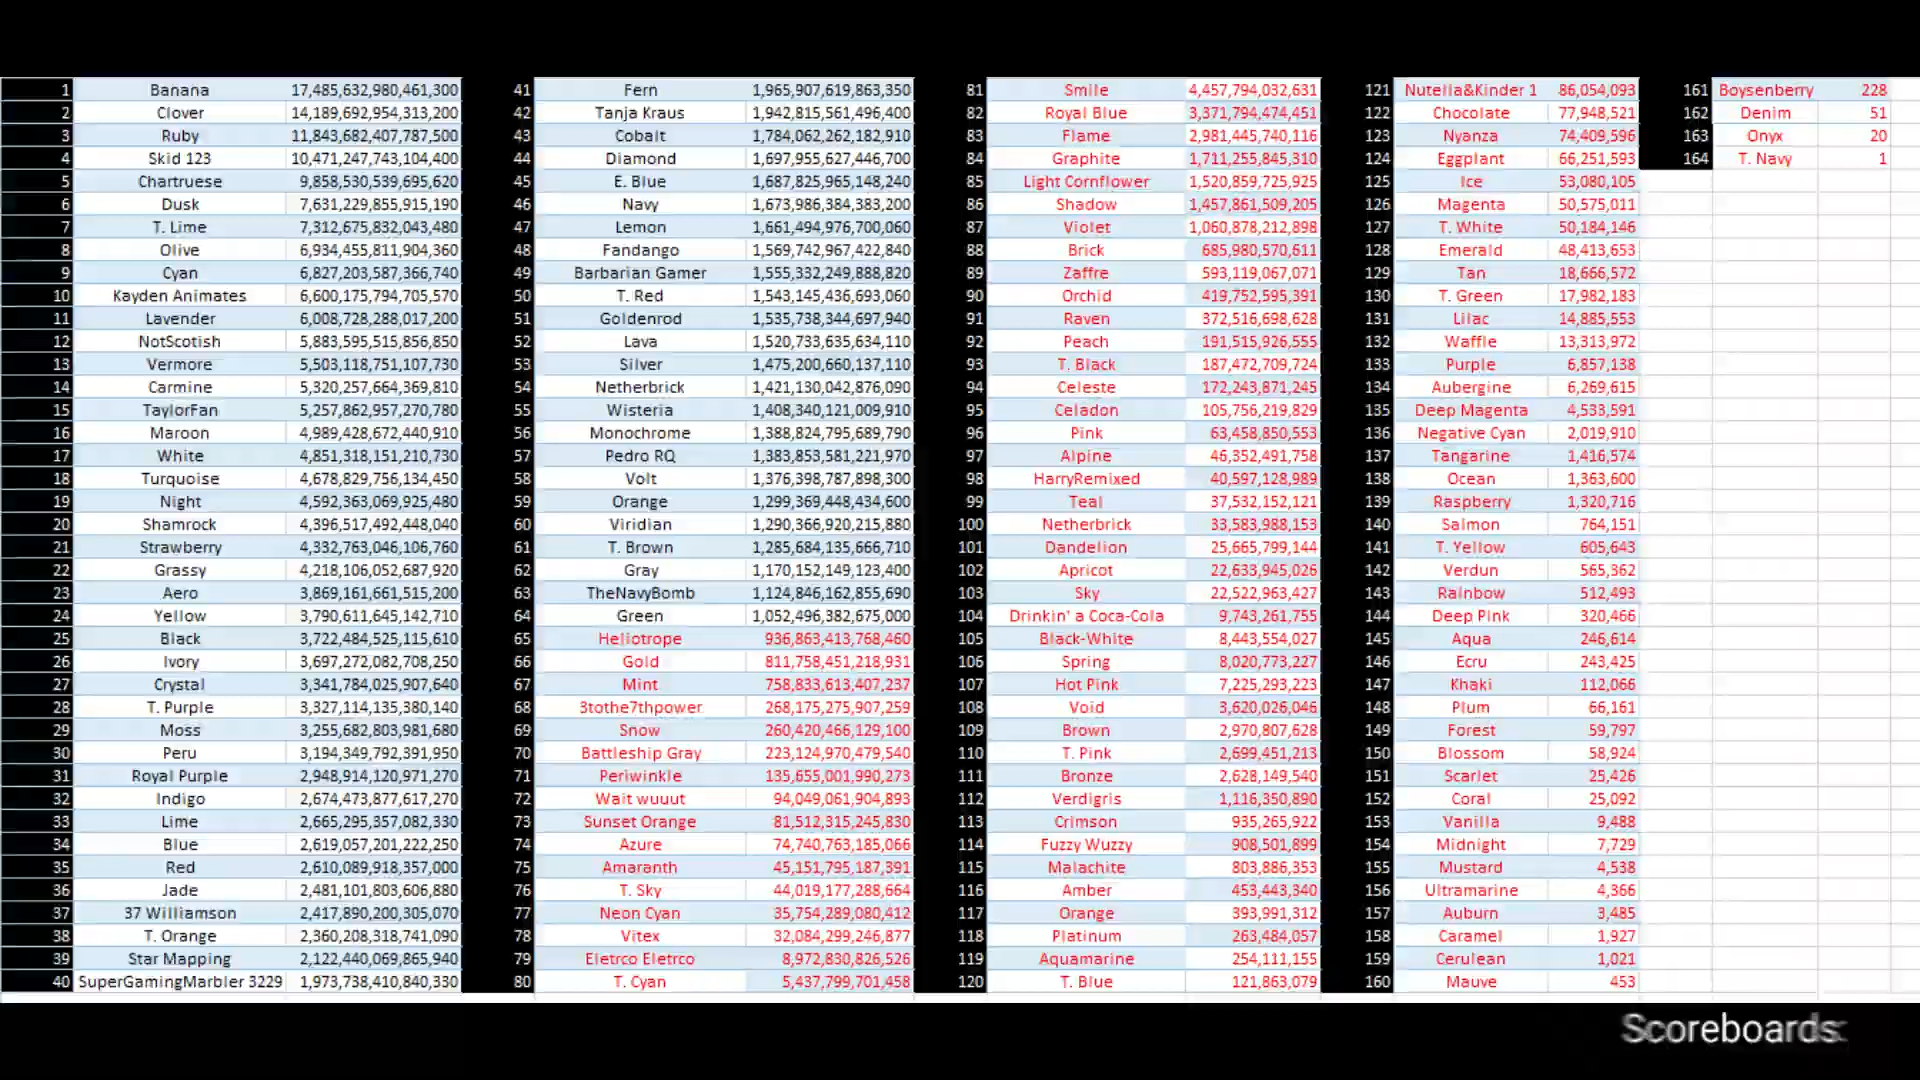 1 Banana 17,485,632,980,461,300
2 Clover 14,189,692,954,313,200
3 Ruby 11,843,682,407,787,500
4 Skid 123 10,471,247,743,104,400
5 Chartruese 9,858,530,539,695,620
6 Dusk 7,631,229,855,915,190
7 T. Lime 7,312,675,832,043,480
8 Olive 6,934,455,811,904,360
9 Cyan 6,827,203,587,366,740
10 Kayden Animates 6,600,175,794,705,570
11 Lavender 6,008,728,288,017,200
12 NotScotish 5,883,595,515,856,850
13 Vermore 5,503,118,751,107,730
14 Carmine 5,320,257,664,369,810
15 TaylorFan 5,257,862,957,270,780
16 Maroon 4,989,428,672,440,910
17 White 4,851,318,151,210,730
18 Turquoise 4,678,829,756,134,450
19 Night 4,592,363,069,925,480
20 Shamrock 4,396,517,492,448,040
21 Strawberry 4,332,763,046,106,760
22 Grassy 4,218,106,052,687,920
23 Aero 3,869,161,661,515,200
24 Yellow 3,790,611,645,142,710
25 Black 3,722,484,525,115,610
26 Ivory 3,697,272,082,708,250
27 Crystal 3,341,784,025,907,640
28 T. Purple 3,327,114,135,380,140
29 Moss 3,255,682,803,981,680
30 Peru 3,194,349,792,391,950
31 Royal Purple 2,948,914,120,971,270
32 Indigo 2,674,473,877,617,270
33 Lime 2,665,295,357,082,330
34 Blue 2,619,057,201,222,250
35 Red 2,610,089,918,357,000
36 Jade 2,481,101,803,606,880
37 37 Williamson 2,417,890,200,305,070
38 T. Orange 2,360,208,318,741,090
39 Star Mapping 2,122,440,069,865,940
40 SuperGamingMarbler 3229 1,973,738,410,840,330
41 Fern 1,965,907,619,863,350
42 Tanja Kraus 1,942,815,561,496,400
43 Cobalt 1,784,062,262,182,910
44 Diamond 1,697,955,627,446,700
45 E. Blue 1,687,825,965,148,240
46 Navy 1,673,986,384,383,200
47 Lemon 1,661,494,976,700,060
48 Fandango 1,569,742,967,422,840
49 Barbarian Gamer 1,555,332,249,888,820
50 T. Red 1,543,145,436,693,060
51 Goldenrod 1,535,738,344,697,940
52 Lava 1,520,733,635,634,110
53 Silver 1,475,200,660,137,110
54 Netherbrick 1,421,130,042,876,090
55 Wisteria 1,408,340,121,009,910
56 Monochrome 1,388,824,795,689,790
57 Pedro RQ 1,383,853,581,221,970
58 Volt 1,376,398,787,898,300
59 Orange 1,299,369,448,434,600
60 Viridian 1,290,366,920,215,880
61 T. Brown 1,285,684,135,666,710
62 Gray 1,170,152,149,123,400
63 TheNavyBomb 1,124,846,162,855,690
64 Green 1,052,496,382,675,000
65 Heliotrope 936,863,413,768,460
66 Gold 811,758,451,218,931
67 Mint 758,833,613,407,237
68 3tothe7thpower 268,175,275,907,259
69 Snow 260,420,466,129,100
70 Battleship Gray 223,124,970,479,540
71 Periwinkle 135,655,001,990,273
72 Wait wuuut 94,049,061,904,893
73 Sunset Orange 81,512,315,245,830
74 Azure 74,740,763,185,066
75 Amaranth 45,151,795,187,391
76 T. Sky 44,019,177,288,664
77 Neon Cyan 35,754,289,080,412
78 Vitex 32,084,299,246,877
79 Eletrco Eletrco 8,972,830,826,526
80 T. Cyan 5,437,799,701,458
81 Smile 4,457,794,032,631
82 Royal Blue 3,371,794,474,451
83 Flame 2,981,445,740,116
84 Graphite 1,711,255,845,310
85 Light Cornflower 1,520,859,725,925
86 Shadow 1,457,861,509,205
87 Violet 1,060,878,212,898
88 Brick 685,980,570,611
89 Zaffre 593,119,067,071
90 Orchid 419,752,595,391
91 Raven 372,516,698,628
92 Peach 191,515,926,555
93 T. Black 187,472,709,724
94 Celeste 172,243,871,245
95 Celadon 105,756,219,829
96 Pink 63,458,850,553
97 Alpine 46,352,491,758
98 HarryRemixed 40,597,128,989
99 Teal 37,532,152,121
100 Netherbrick 33,583,988,153
101 Dandelion 25,665,799,144
102 Apricot 22,633,945,026
103 Sky 22,522,963,427
104 Drinkin' a Coca-Cola 9,743,261,755
105 Black-White 8,443,554,027
106 Spring 8,020,773,227
107 Hot Pink 7,225,293,223
108 Void 3,620,026,046
109 Brown 2,970,807,628
110 T. Pink 2,699,451,213
111 Bronze 2,628,149,540
112 Verdigris 1,116,350,890
113 Crimson 935,265,922
114 Fuzzy Wuzzy 908,501,899
115 Malachite 803,886,353
116 Amber 453,443,340
117 Orange 393,991,312
118 Platinum 263,484,057
119 Aquamarine 254,111,155
120 T. Blue 121,863,079
121 Nutella&Kinder 1 86,054,093
122 Chocolate 77,948,521
123 Nyanza 74,409,596
124 Eggplant 66,251,593
125 Ice 53,080,105
126 Magenta 50,575,011
127 T. White 50,184,146
128 Emerald 48,413,653
129 Tan 18,666,572
130 T. Green 17,982,183
131 Lilac 14,885,553
132 Waffle 13,313,972
133 Purple 6,857,138
134 Aubergine 6,269,615
135 Deep Magenta 4,533,591
136 Negative Cyan 2,019,910
137 Tangarine 1,416,574
138 Ocean 1,363,600
139 Raspberry 1,320,716
140 Salmon 764,151
141 T. Yellow 605,643
142 Verdun 565,362
143 Rainbow 512,493
144 Deep Pink 320,466
145 Aqua 246,614
146 Ecru 243,425
147 Khaki 112,066
148 Plum 66,161
149 Forest 59,797
150 Blossom 58,924
151 Scarlet 25,426
152 Coral 25,092
153 Vanilla 9,488
154 Midnight 7,729
155 Mustard 4,538
156 Ultramarine 4,366
157 Auburn 3,485
158 Caramel 1,927
159 Cerulean 1,021
160 Mauve 453
161 Boysenberry 228
162 Denim 51
163 Onyx 20
164 T. Navy 1
Scoreboards: